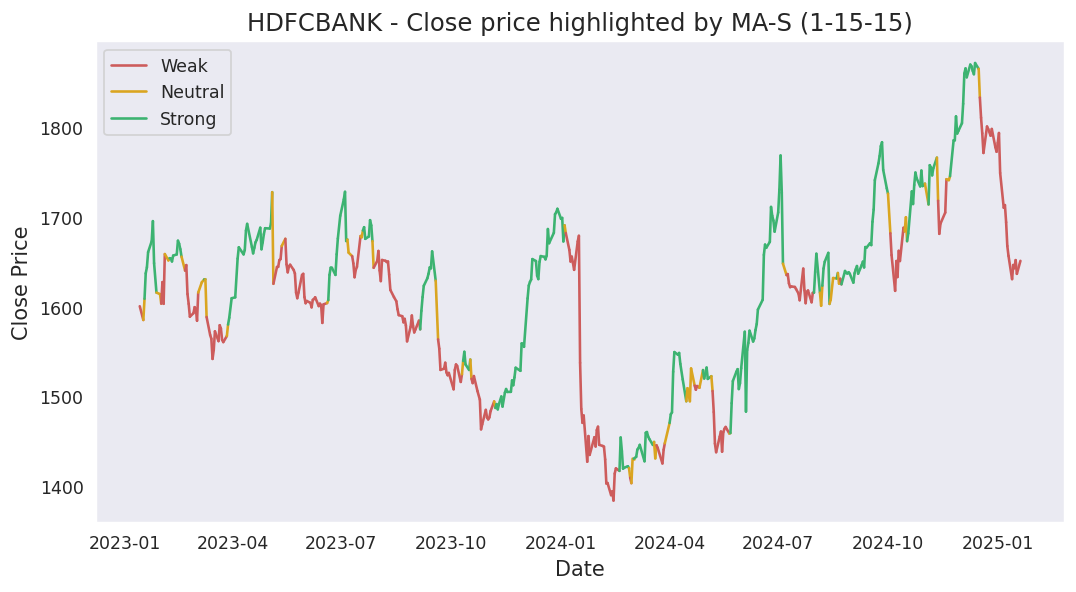 HDFCBANK - Close price highlighted by MA-S (1-15-15)
Weak
Neutral
Strong
Close Price
1800
1700
1600
1500
1400
2023-01 2023-04 2023-07 2023-10 2024-01 2024-04 2024-07 2024-10 2025-01
Date